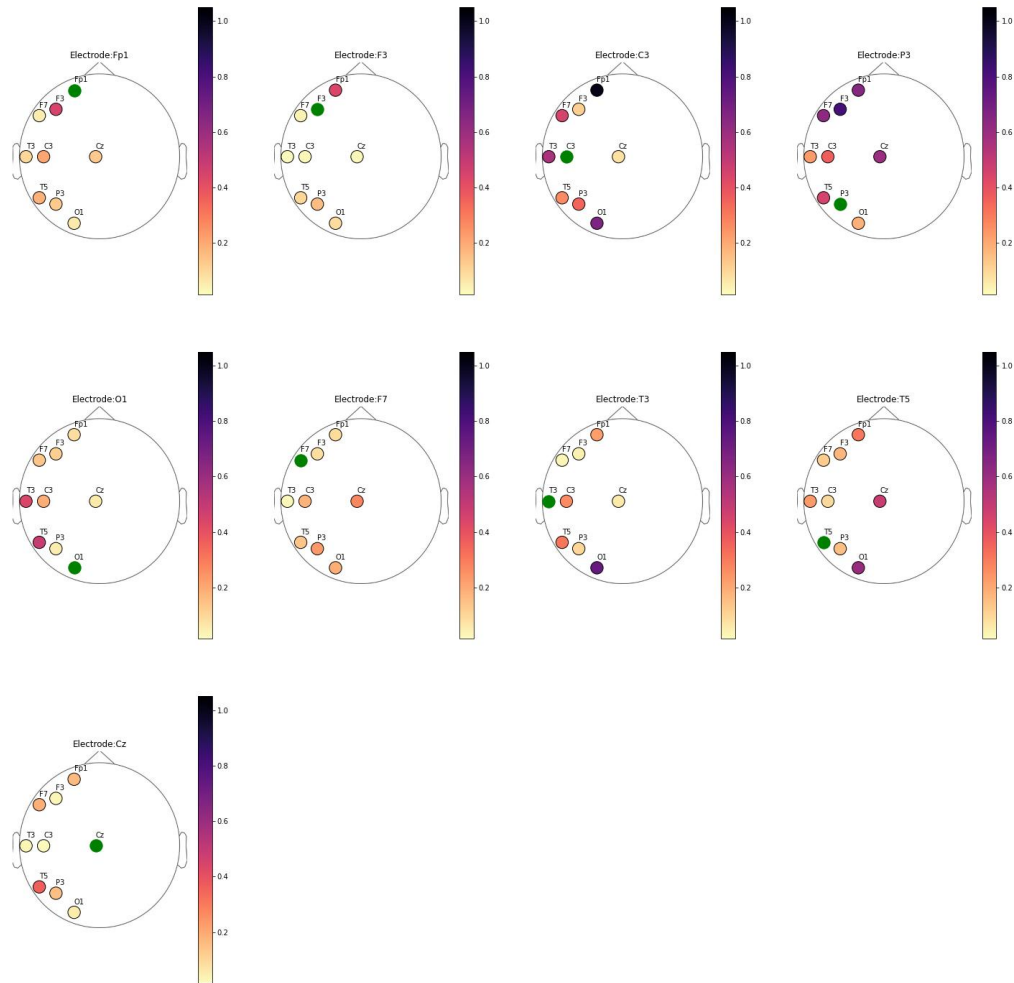 Electrode:Fp1
Fp1
F7 F3
T3 C3 Cz
T5 P3
O1
1.0
0.8
0.6
0.4
0.2
Electrode:F3
Fp1
F7 F3
T3 C3 Cz
T5 P3
O1
1.0
0.8
0.6
0.4
0.2
Electrode:C3
Fp1
F7 F3
T3 C3 Cz
T5 P3
O1
1.0
0.8
0.6
0.4
0.2
Electrode:P3
Fp1
F7 F3
T3 C3 Cz
T5 P3
O1
1.0
0.8
0.6
0.4
0.2
Electrode:O1
Fp1
F7 F3
T3 C3 Cz
T5 P3
O1
1.0
0.8
0.6
0.4
0.2
Electrode:F7
Fp1
F7 F3
T3 C3 Cz
T5 P3
O1
1.0
0.8
0.6
0.4
0.2
Electrode:T3
Fp1
F7 F3
T3 C3 Cz
T5 P3
O1
1.0
0.8
0.6
0.4
0.2
Electrode:T5
Fp1
F7 F3
T3 C3 Cz
T5 P3
O1
1.0
0.8
0.6
0.4
0.2
Electrode:Cz
Fp1
F7 F3
T3 C3 Cz
T5 P3
O1
1.0
0.8
0.6
0.4
0.2